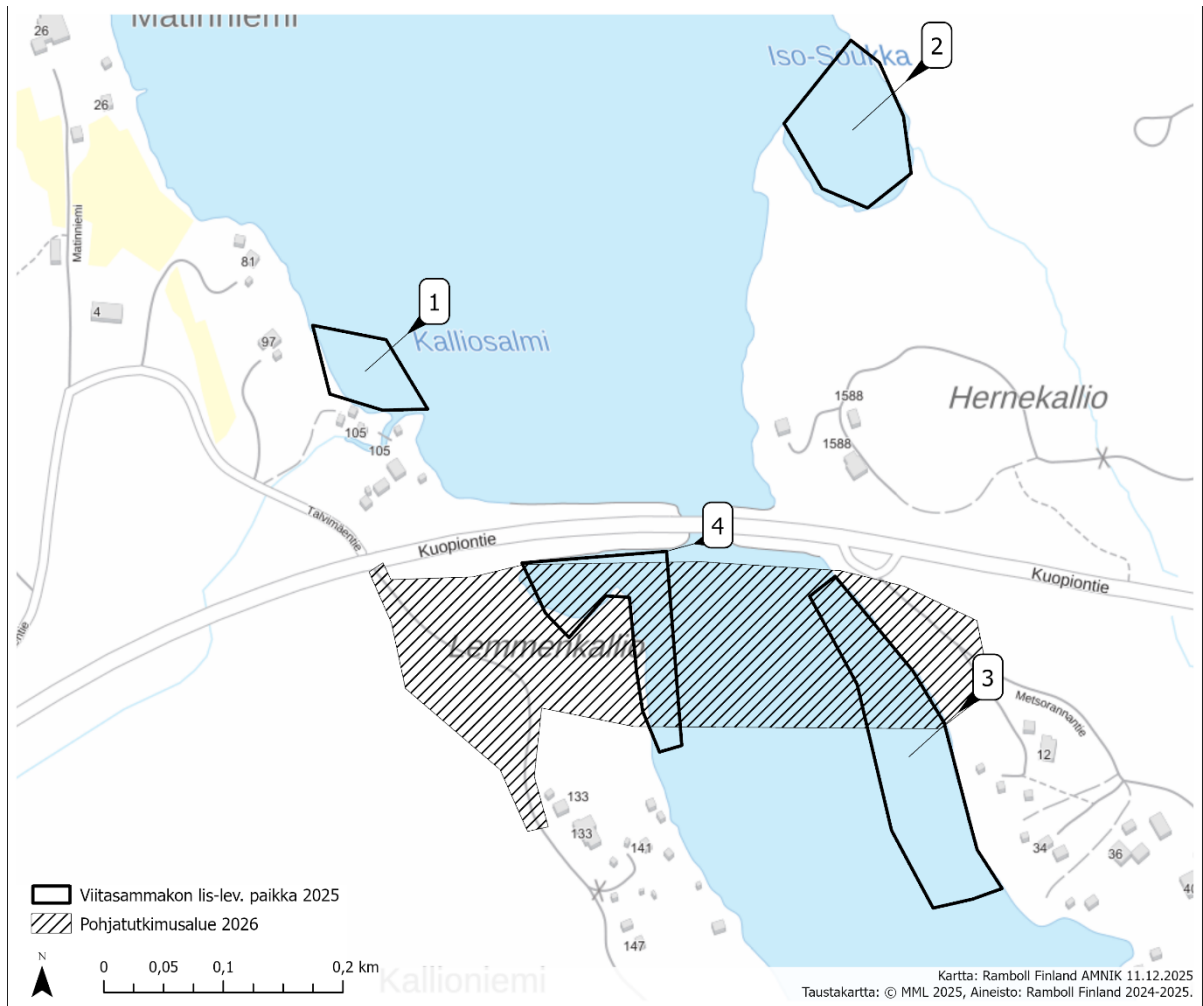 Matinniemi
26
Iso-Soukka
2
26
Matinniemi
81
4
1
97
Kalliosalmi
105
105
1588
Hernekallio
1588
Talvimäentie
Kuopiontie
4
Kuopiontie
Lemmenkallio
3
Metsorannantie
12
133
133
141
34
36
40
147
Kallioniemi
Viitasammakon lis-lev. paikka 2025
Pohjatutkimusalue 2026
N
0 0,05 0,1 0,2 km
Kartta: Ramboll Finland AMNIK 11.12.2025
Taustakartta: © MML 2025, Aineisto: Ramboll Finland 2024-2025.